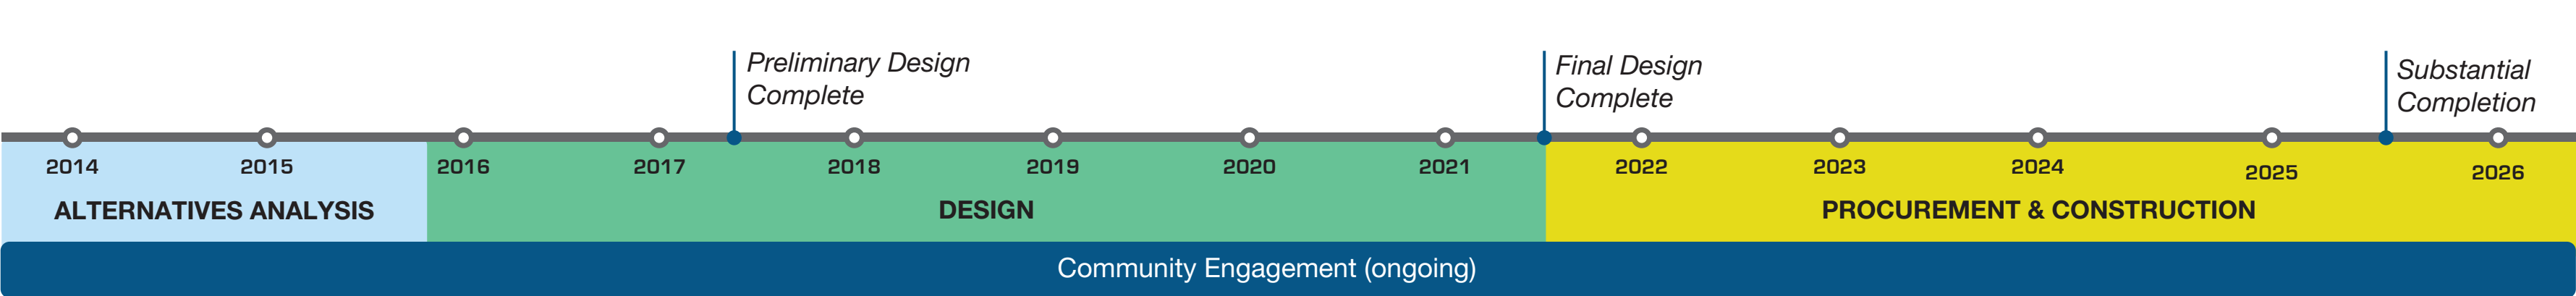 Preliminary Design
Complete
Final Design
Complete
Substantial
Completion
2014 2015 2016 2017 2018 2019 2020 2021 2022 2023 2024 2025 2026
ALTERNATIVES ANALYSIS DESIGN PROCUREMENT & CONSTRUCTION
Community Engagement (ongoing)